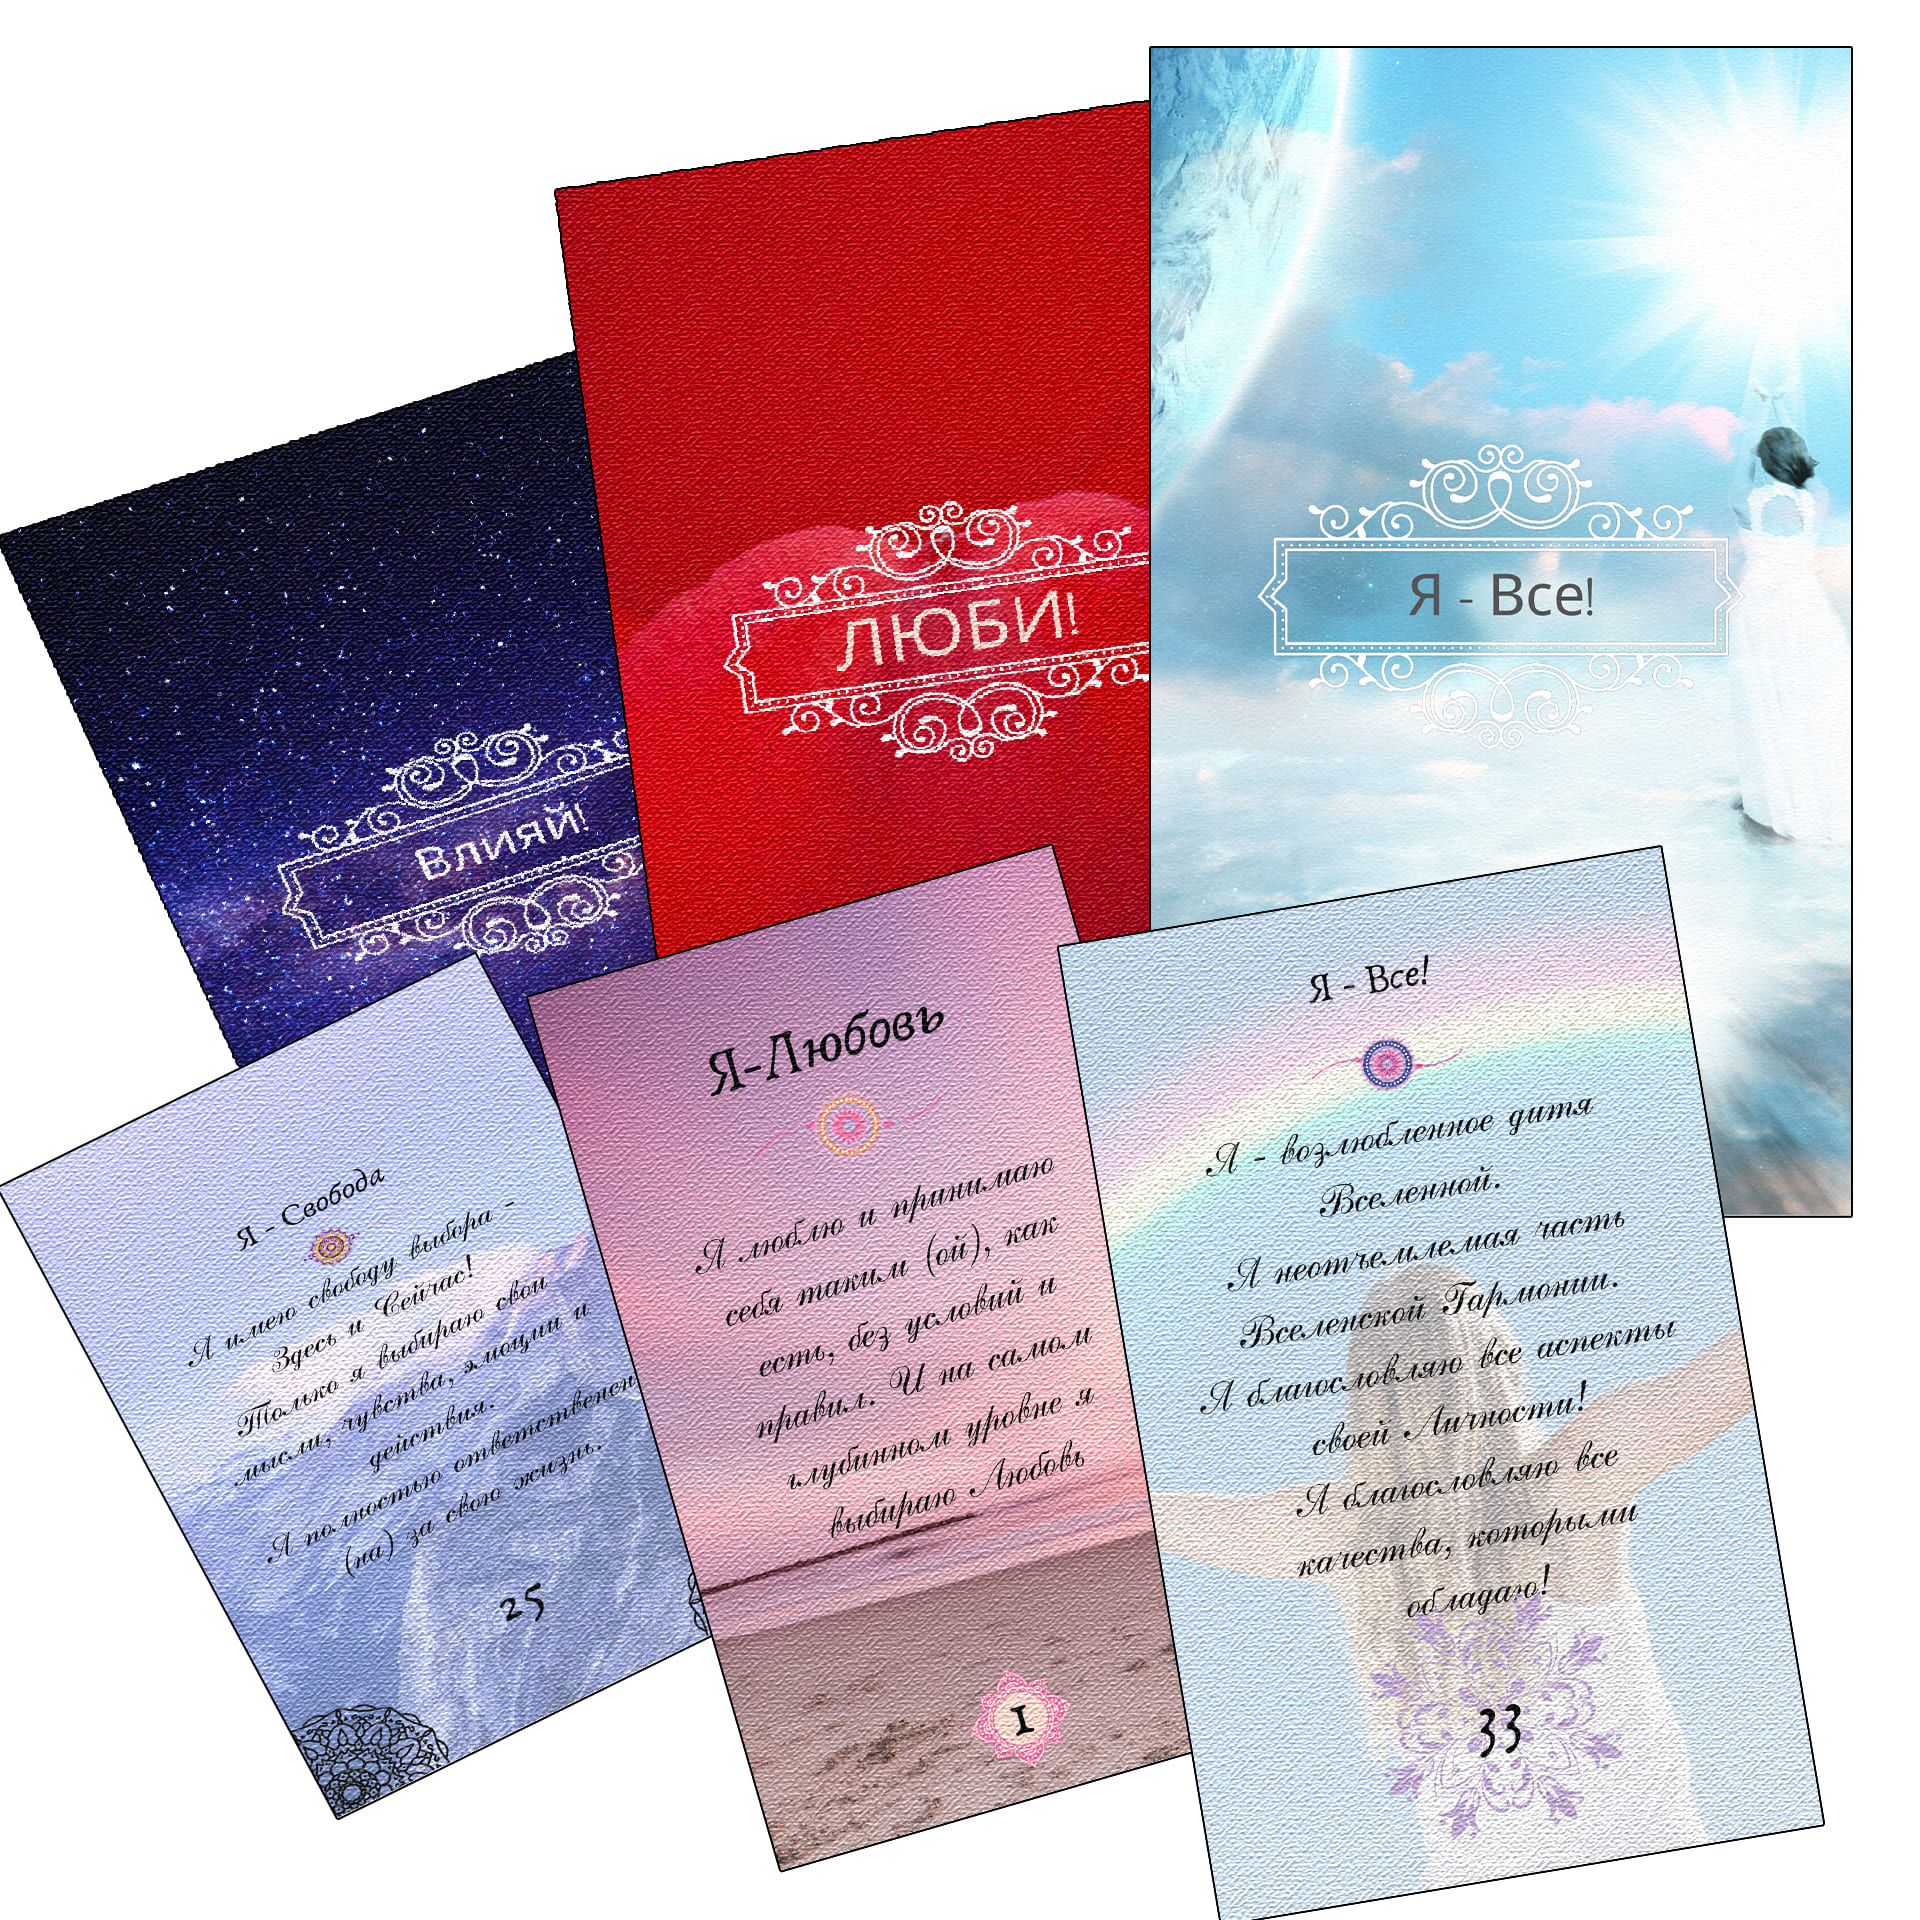 Влияй!
ЛЮБИ!
Я - Все!
Я - Свобода
Я имею свободу выбора -
Здесь и Сейчас!
Только я выбираю свои
мысли, чувства, эмоции и
действия.
Я полностью ответственен
(на) за свою жизнь.
25
Я-Любовь
Я люблю и принимаю
себя таким (ой), как
есть, без условий и
правил. И на самом
глубинном уровне я
выбираю Любовь
1
Я - Все!
Я - возлюбленное дитя
Вселенной.
Я неотъемлемая часть
Вселенской Гармонии.
Я благословляю все аспекты
своей Личности!
Я благословляю все
качества, которыми
обладаю!
33